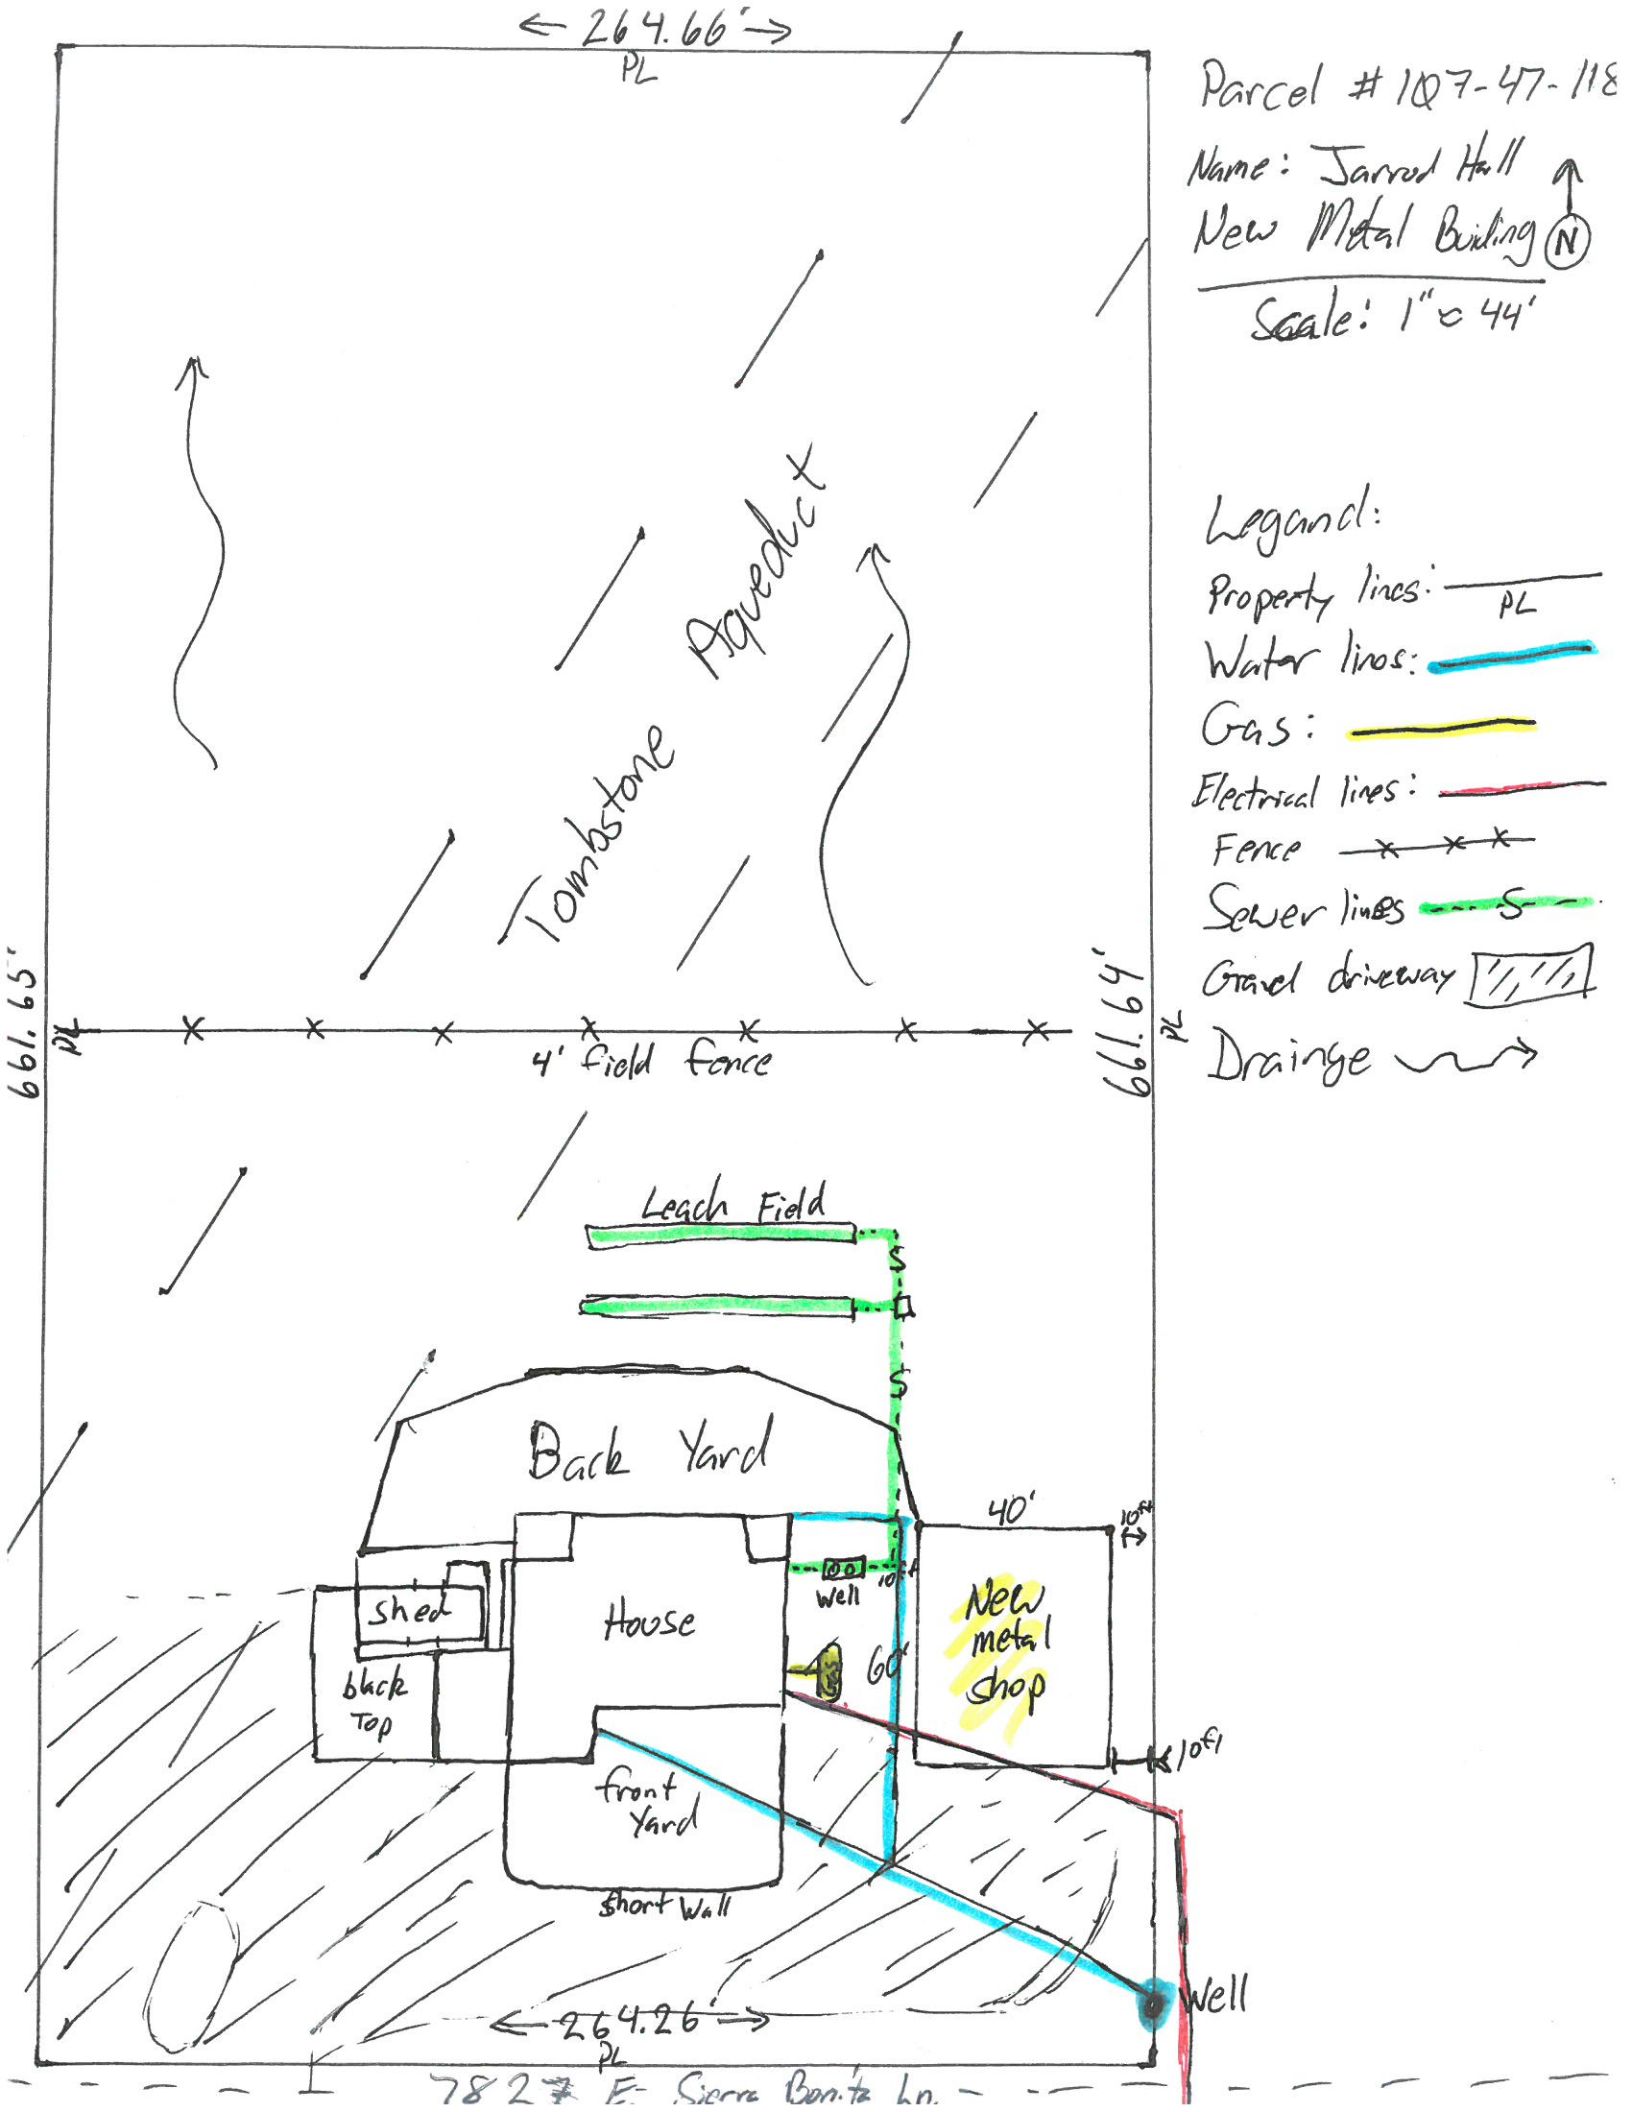 ← 264.66' →
PL
Parcel # 107-47-118
Name: Jarrod Hall
New Metal Builing
N
Scale: 1" ≈ 44'
Tombstone Aqueduct
Legand:
Property lines:
PL
Water lines:
Gas:
Electrical lines:
Fence
Sewer lines S
Gravel driveway
Drainge
661.65'
PL
661.64'
PL
4' field fence
Leach Field
S
S
Back Yard
40'
10ft
10ft
Well
Shed
House
New
metal
shop
60'
black
Top
10ft
front
Yard
Short Wall
Well
← 264.26' →
PL
7827 E. Sierra Bonita Ln.